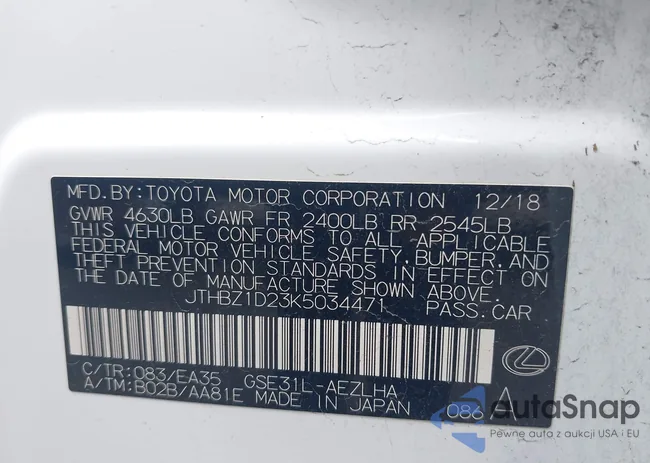 MFD.BY:TOYOTA MOTOR CORPORATION 12/18
GVWR 4630LB GAWR FR 2400LB RR 2545LB
THIS VEHICLE CONFORMS TO ALL APPLICABLE
FEDERAL MOTOR VEHICLE SAFETY,BUMPER,AND
THEFT PREVENTION STANDARDS IN EFFECT ON
THE DATE OF MANUFACTURE SHOWN ABOVE.
JTHBZ1D23K5034471 PASS.CAR
C/TR:083/EA35 GSE31L-AEZLHA
A/TM:B02B/AA81E MADE IN JAPAN 086
A
autoSnap
Pewne auta z aukcji USA i EU